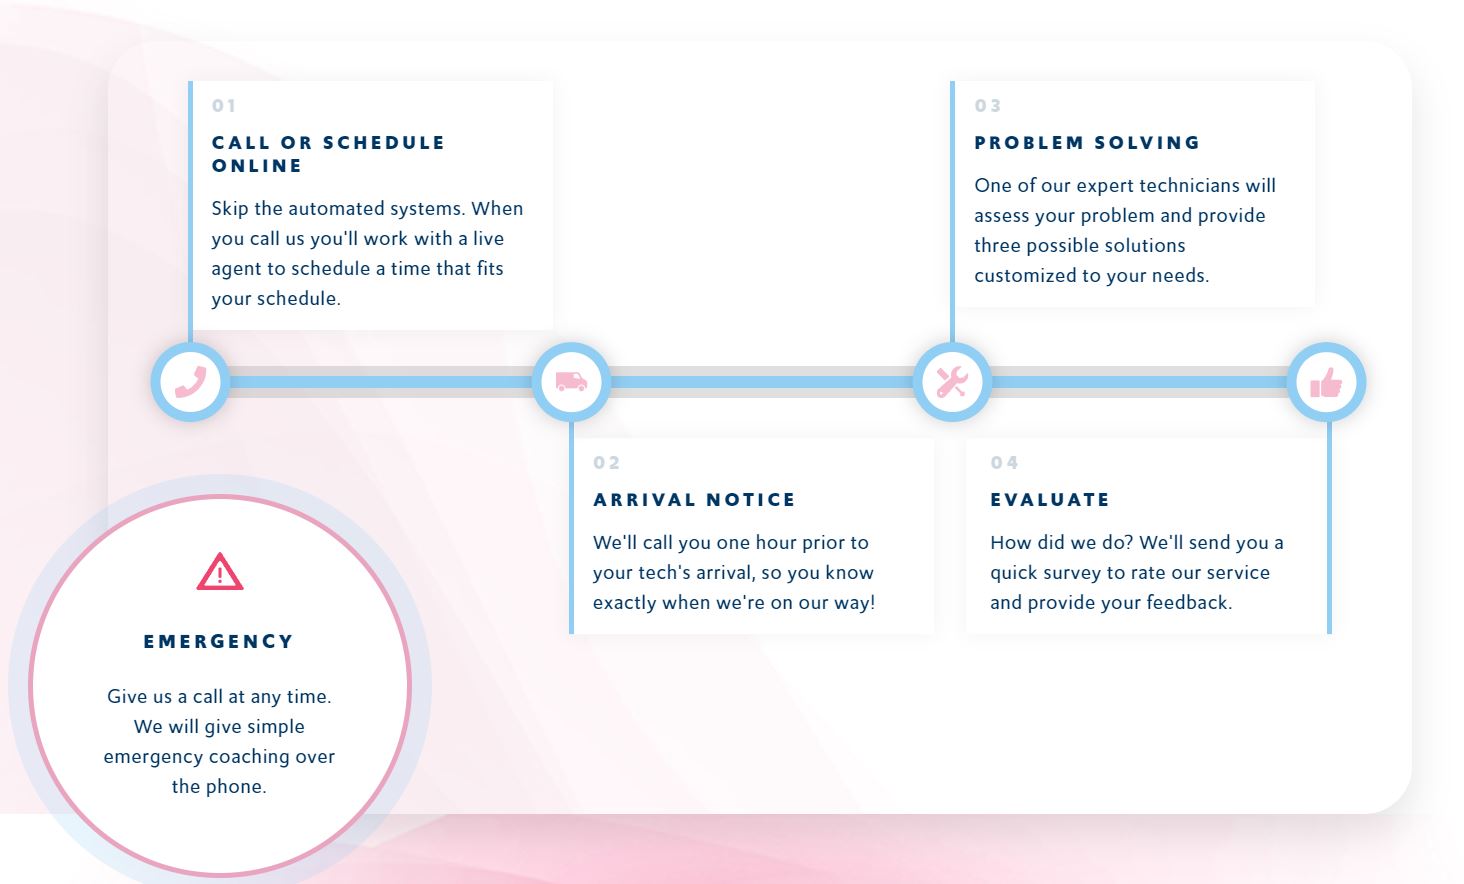 01
CALL OR SCHEDULE
ONLINE
Skip the automated systems. When
you call us you'll work with a live
agent to schedule a time that fits
your schedule.
02
ARRIVAL NOTICE
We'll call you one hour prior to
your tech's arrival, so you know
exactly when we're on our way!
03
PROBLEM SOLVING
One of our expert technicians will
assess your problem and provide
three possible solutions
customized to your needs.
04
EVALUATE
How did we do? We'll send you a
quick survey to rate our service
and provide your feedback.
EMERGENCY
Give us a call at any time.
We will give simple
emergency coaching over
the phone.